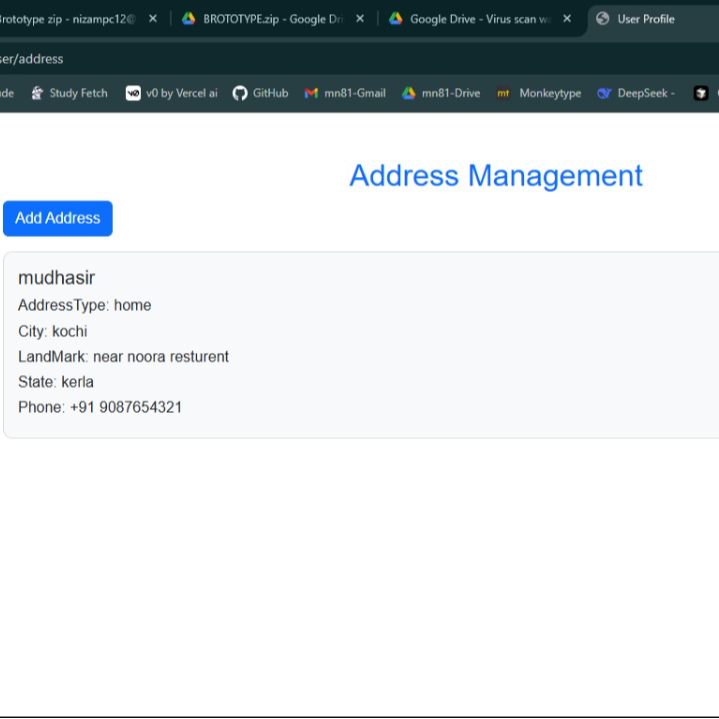 rototype zip - nizampc12@
BROTOTYPE.zip - Google Dri
Google Drive - Virus scan w
User Profile
er/address
de
Study Fetch
v0 by Vercel ai
GitHub
mn81-Gmail
mn81-Drive
mt
Monkeytype
DeepSeek -
Address Management
Add Address
mudhasir
AddressType: home
City: kochi
LandMark: near noora resturent
State: kerla
Phone: +91 9087654321